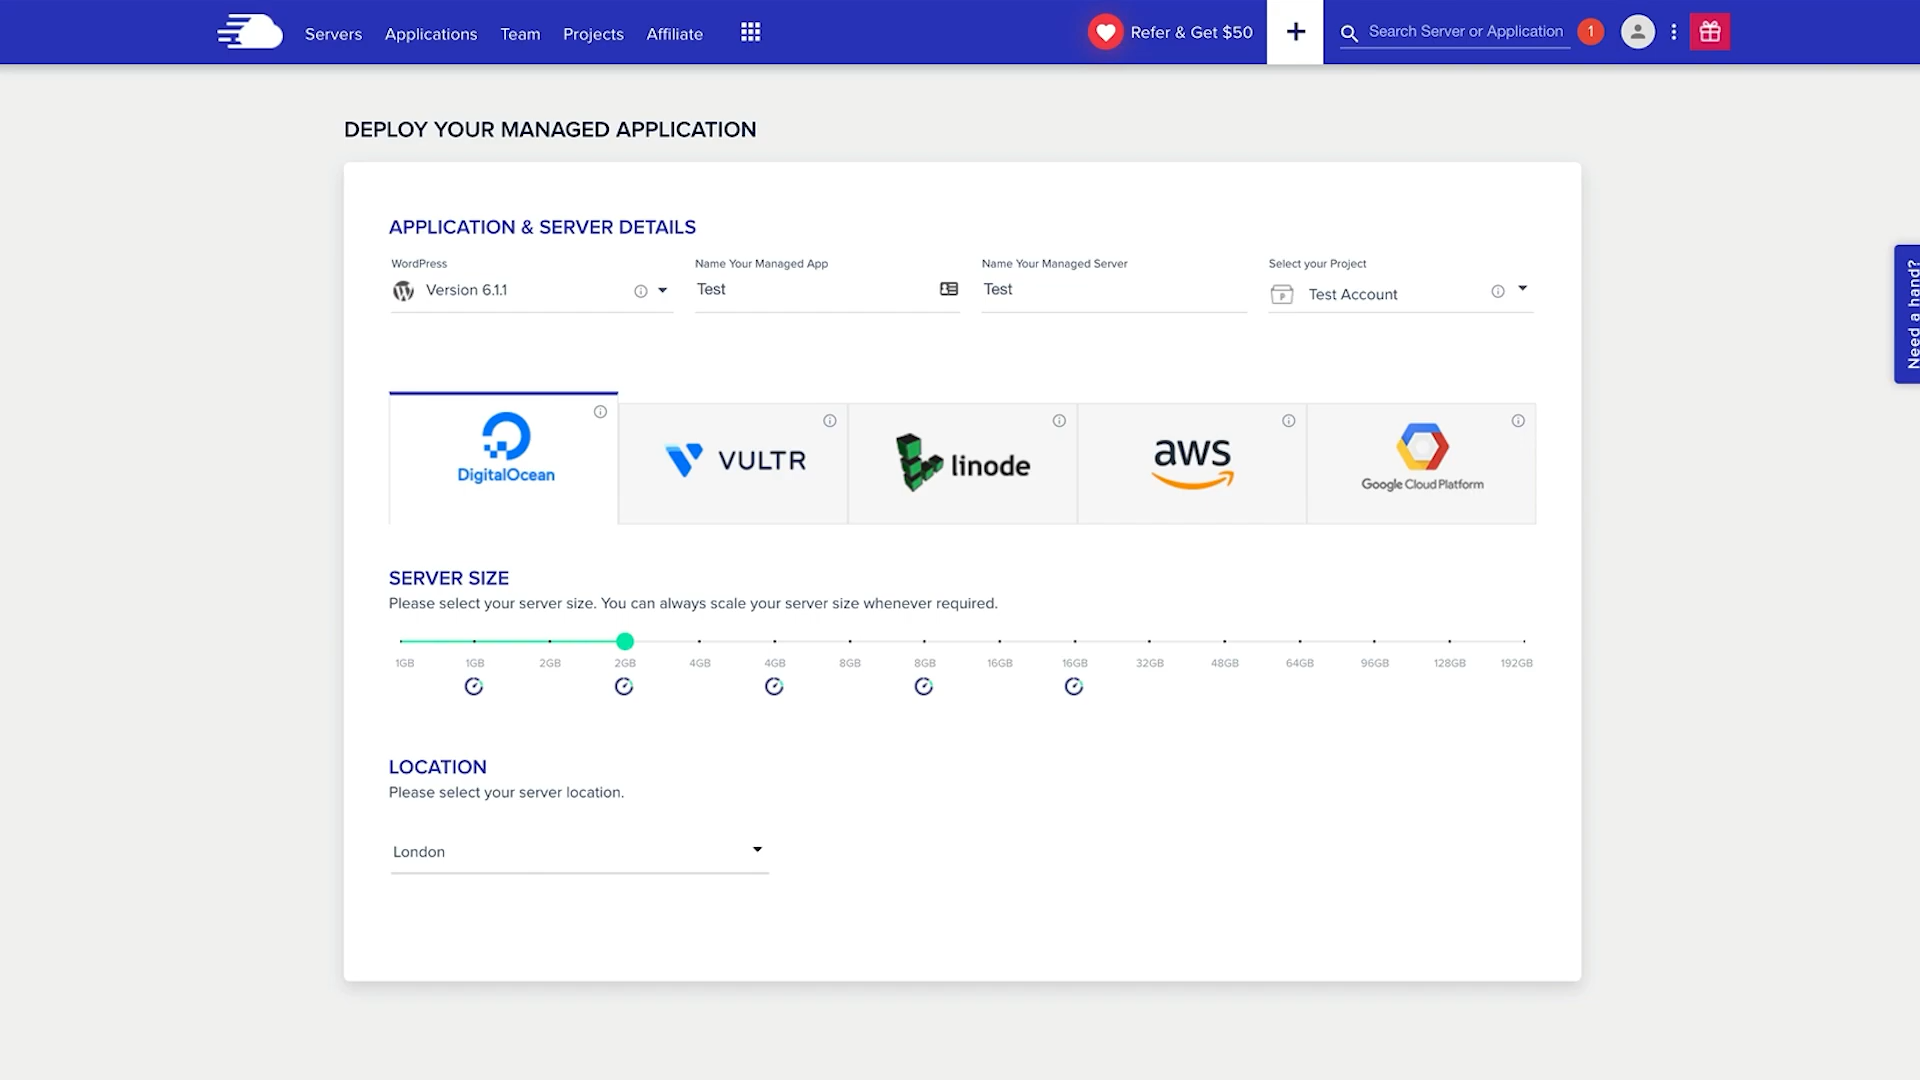 Servers Applications Team Projects Affiliate Refer & Get $50 + Search Server or Application 1
DEPLOY YOUR MANAGED APPLICATION
APPLICATION & SERVER DETAILS
WordPress Name Your Managed App Name Your Managed Server Select your Project
Version 6.1.1 Test Test P Test Account
Need a hand?
DigitalOcean VULTR linode aws Google Cloud Platform
SERVER SIZE
Please select your server size. You can always scale your server size whenever required.
1GB 1GB 2GB 2GB 4GB 4GB 8GB 8GB 16GB 16GB 32GB 48GB 64GB 96GB 128GB 192GB
LOCATION
Please select your server location.
London